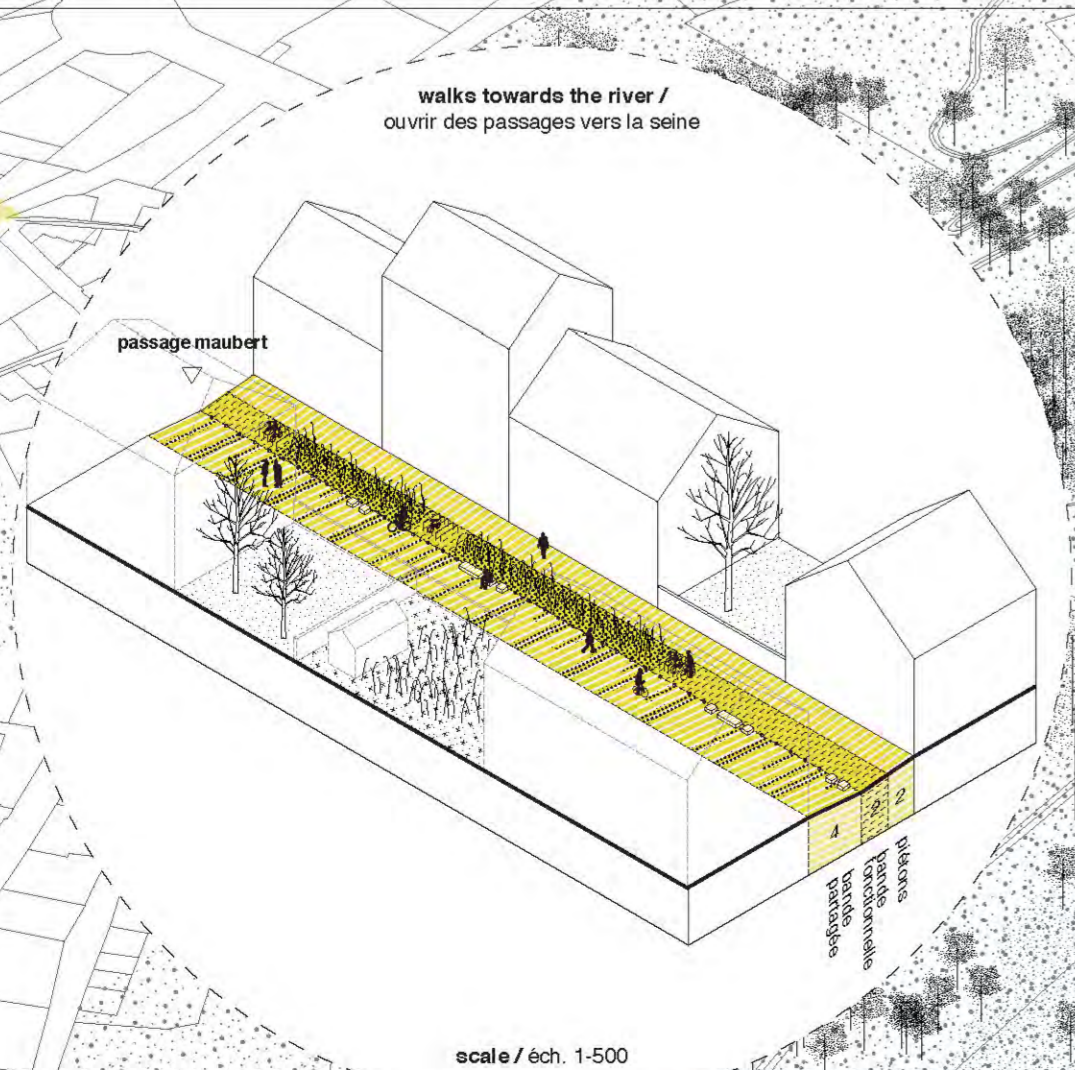 walks towards the river /
ouvrir des passages vers la seine
passage maubert
4
2
2
piétons
bande
fonctionnelle
bande
partagée
scale / éch. 1-500